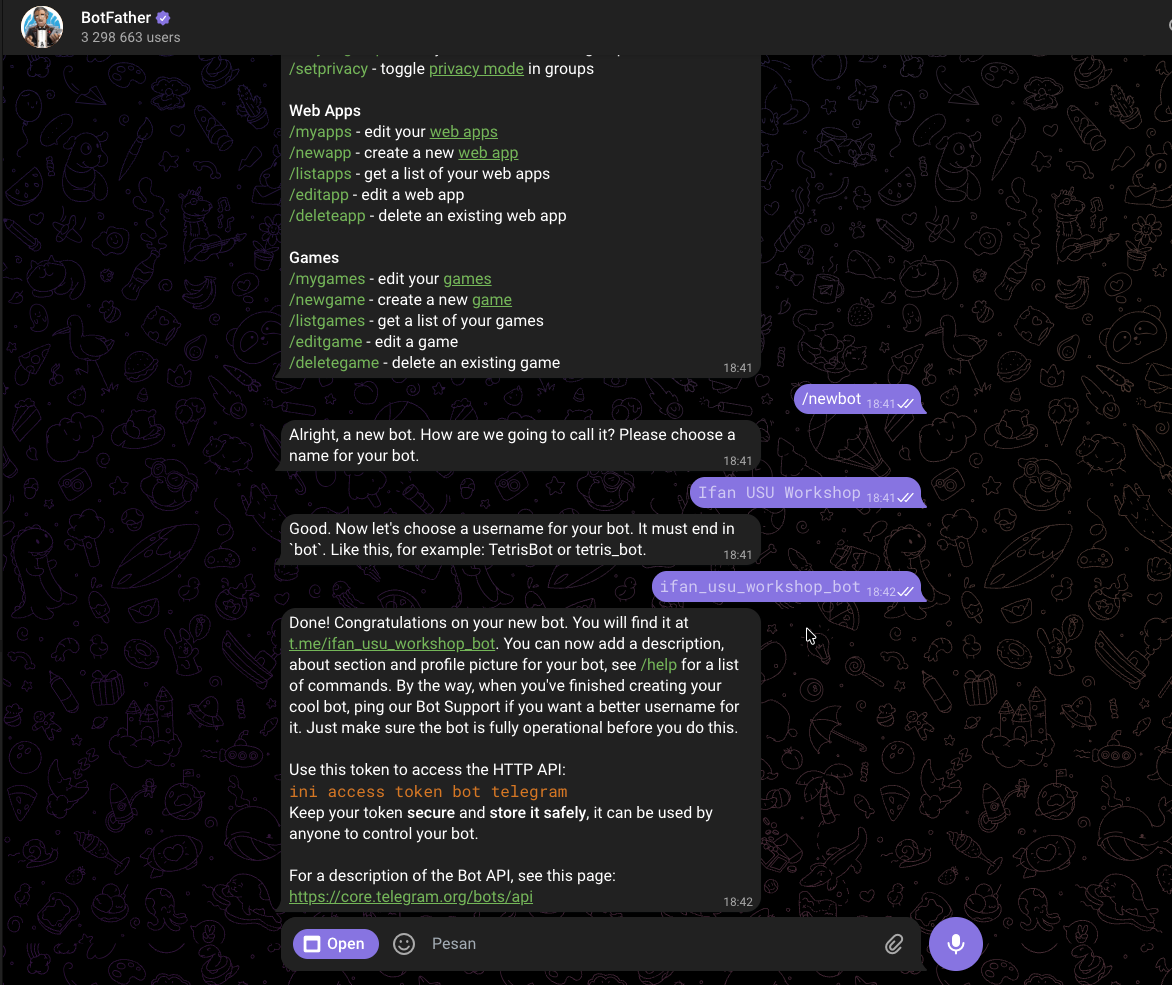 BotFather
3 298 663 users
/setprivacy - toggle privacy mode in groups
Web Apps
/myapps - edit your web apps
/newapp - create a new web app
/listapps - get a list of your web apps
/editapp - edit a web app
/deleteapp - delete an existing web app
Games
/mygames - edit your games
/newgame - create a new game
/listgames - get a list of your games
/editgame - edit a game
/deletegame - delete an existing game
18:41
/newbot 18:41
Alright, a new bot. How are we going to call it? Please choose a
name for your bot.
18:41
Ifan USU Workshop 18:41
Good. Now let's choose a username for your bot. It must end in
`bot`. Like this, for example: TetrisBot or tetris_bot.
18:41
ifan_usu_workshop_bot 18:42
Done! Congratulations on your new bot. You will find it at
t.me/ifan_usu_workshop_bot. You can now add a description,
about section and profile picture for your bot, see /help for a list
of commands. By the way, when you've finished creating your
cool bot, ping our Bot Support if you want a better username for
it. Just make sure the bot is fully operational before you do this.
Use this token to access the HTTP API:
ini access token bot telegram
Keep your token secure and store it safely, it can be used by
anyone to control your bot.
For a description of the Bot API, see this page:
https://core.telegram.org/bots/api
18:42
Open
Pesan